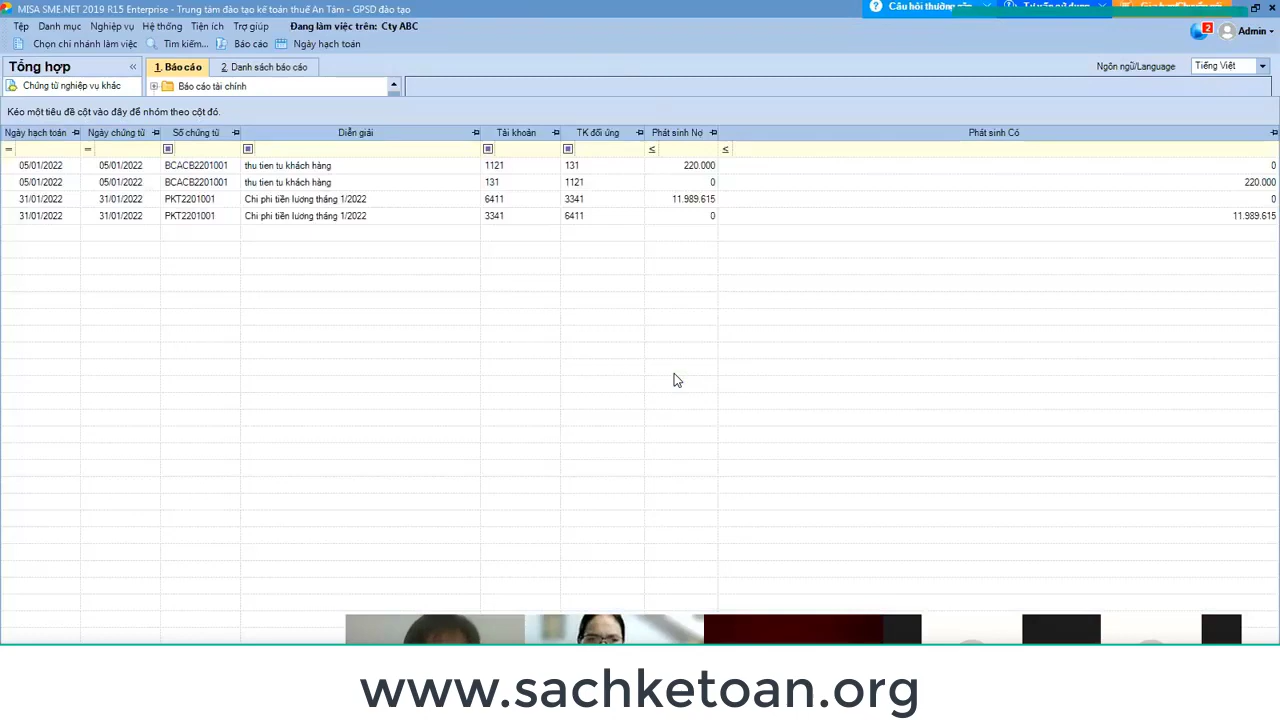 MISA SME.NET 2019 R15 Enterprise - Trung tâm đào tạo kế toán thuế An Tâm - GPSD đào tạo
Câu hỏi thường
Tệp Danh mục Nghiệp vụ Hệ thống Tiện ích Trợ giúp Đang làm việc trên: Cty ABC
2 Admin
Chọn chi nhánh làm việc Tìm kiếm... Báo cáo Ngày hạch toán
Tổng hợp « 1. Báo cáo 2. Danh sách báo cáo Ngôn ngữ/Language Tiếng Việt
Chứng từ nghiệp vụ khác Báo cáo tài chính
Kéo một tiêu đề cột vào đây để nhóm theo cột đó.
Ngày hạch toán Ngày chứng từ Số chứng từ Diễn giải Tài khoản TK đối ứng Phát sinh Nợ Phát sinh Có
= = ≤ ≤
05/01/2022 05/01/2022 BCACB2201001 thu tien tu khách hàng 1121 131 220.000 0
05/01/2022 05/01/2022 BCACB2201001 thu tien tu khách hàng 131 1121 0 220.000
31/01/2022 31/01/2022 PKT2201001 Chi phi tiền lương tháng 1/2022 6411 3341 11.989.615 0
31/01/2022 31/01/2022 PKT2201001 Chi phi tiền lương tháng 1/2022 3341 6411 0 11.989.615
www.sachketoan.org